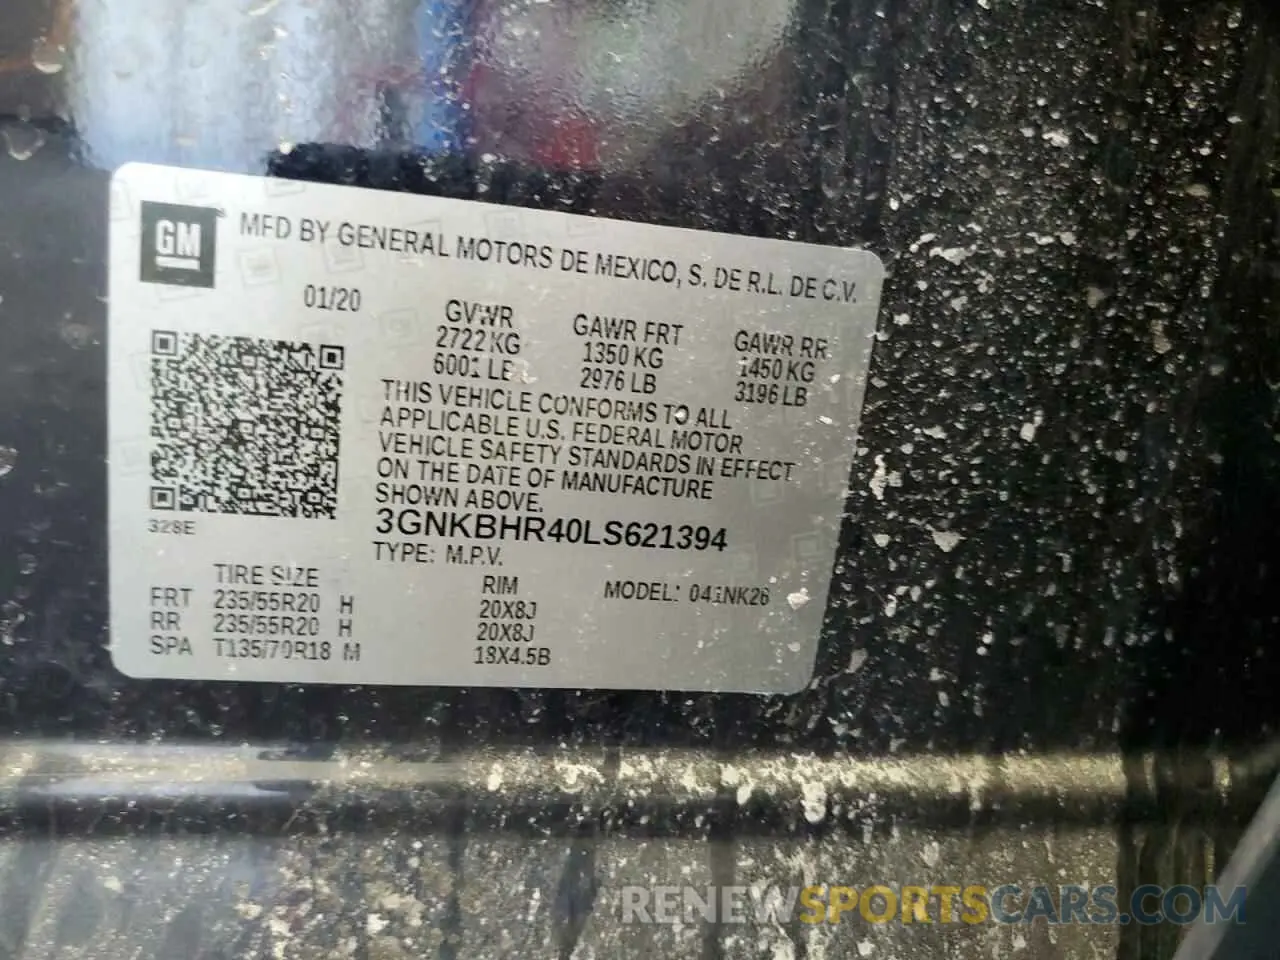 GM
MFD BY GENERAL MOTORS DE MEXICO, S. DE R.L. DE C.V.
01/20
GVWR
2722 KG
6001 LB
GAWR FRT
1350 KG
2976 LB
GAWR RR
1450 KG
3196 LB
THIS VEHICLE CONFORMS TO ALL
APPLICABLE U.S. FEDERAL MOTOR
VEHICLE SAFETY STANDARDS IN EFFECT
ON THE DATE OF MANUFACTURE
SHOWN ABOVE.
3GNKBHR40LS621394
TYPE: M.P.V.
328E
TIRE SIZE RIM MODEL: 041NK26
FRT 235/55R20 H 20X8J
RR 235/55R20 H 20X8J
SPA T135/70R18 M 18X4.5B
RENEWSPORTSCARS.COM